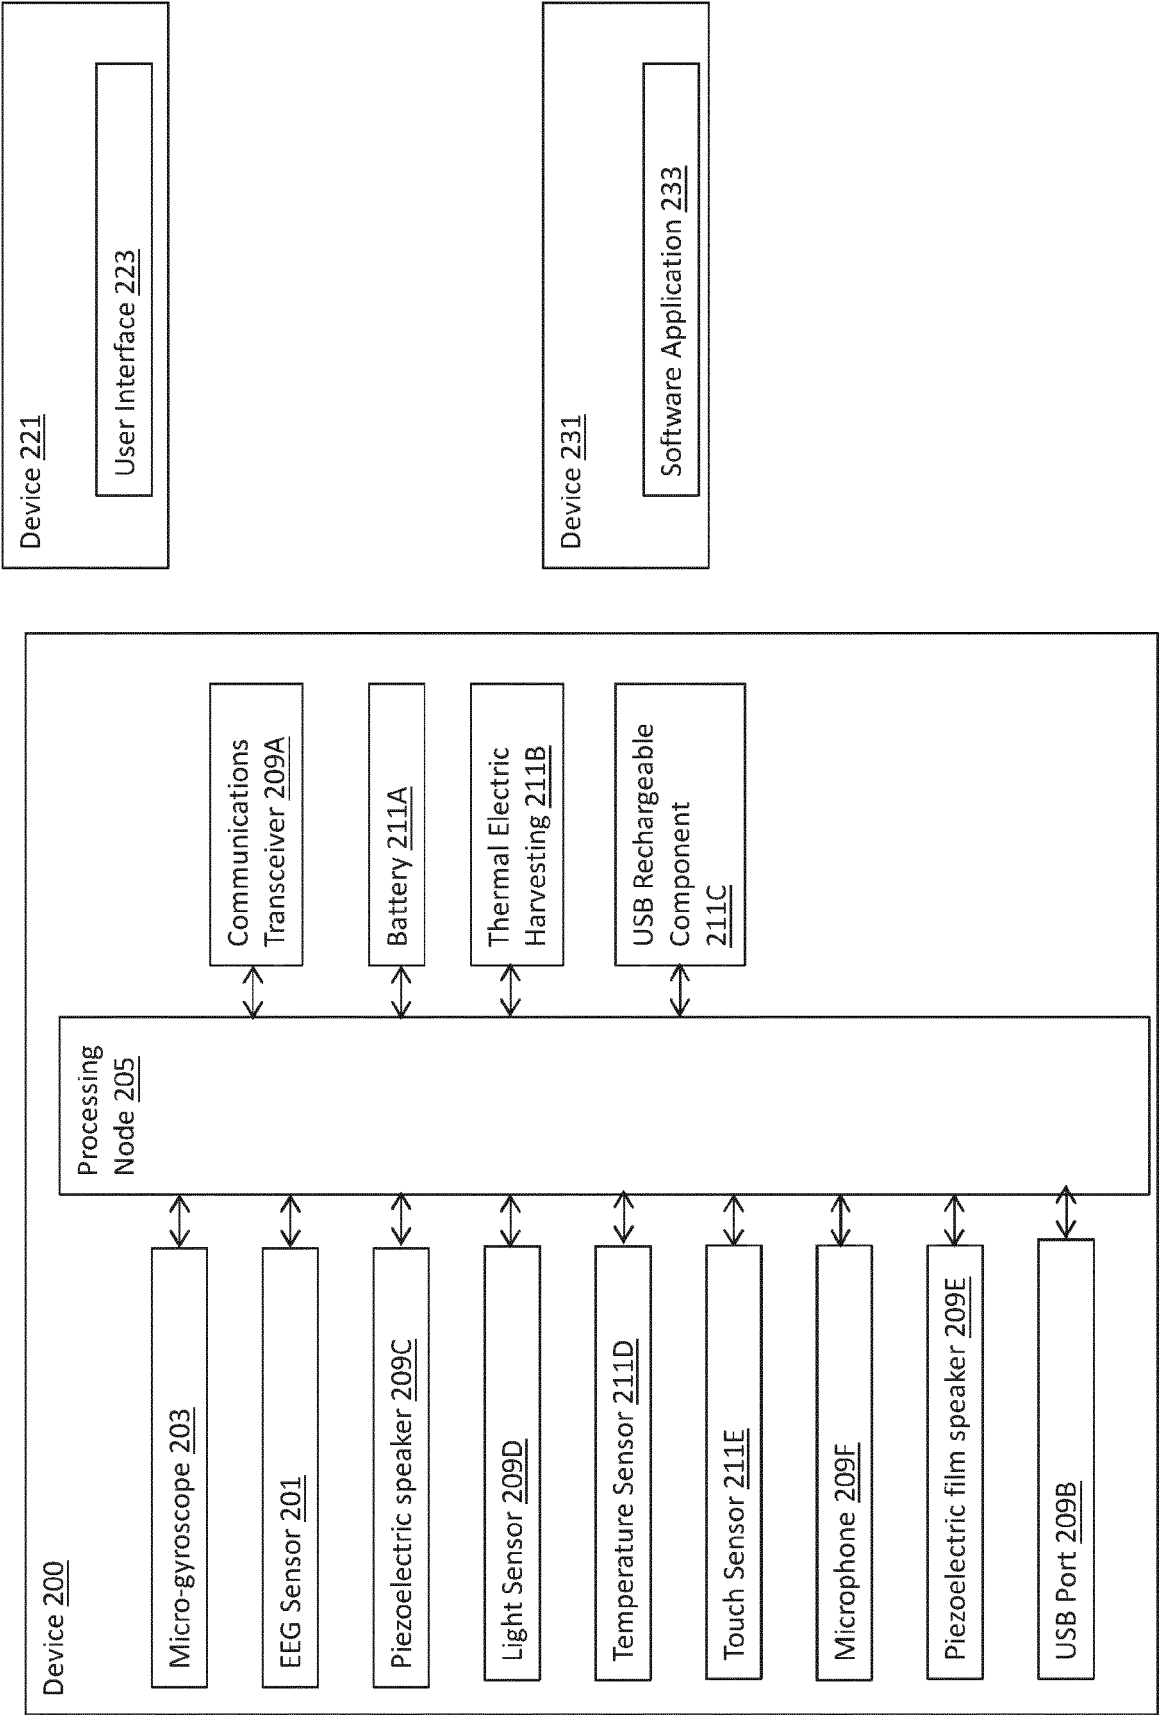 Device 200
Micro-gyroscope 203
EEG Sensor 201
Piezoelectric speaker 209C
Light Sensor 209D
Temperature Sensor 211D
Touch Sensor 211E
Microphone 209F
Piezoelectric film speaker 209E
USB Port 209B
Processing
Node 205
Communications
Transceiver 209A
Battery 211A
Thermal Electric
Harvesting 211B
USB Rechargeable
Component
211C
Device 221
User Interface 223
Device 231
Software Application 233